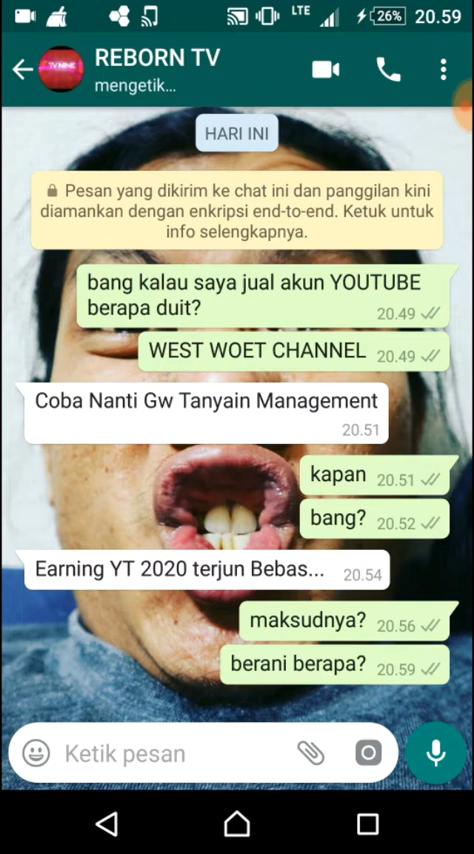 LTE 26% 20.59
REBORN TV
TV NINE
mengetik...
HARI INI
Pesan yang dikirim ke chat ini dan panggilan kini
diamankan dengan enkripsi end-to-end. Ketuk untuk
info selengkapnya.
bang kalau saya jual akun YOUTUBE
berapa duit?
20.49
WEST WOET CHANNEL 20.49
Coba Nanti Gw Tanyain Management
20.51
kapan 20.51
bang? 20.52
Earning YT 2020 terjun Bebas... 20.54
maksudnya? 20.56
berani berapa? 20.59
Ketik pesan